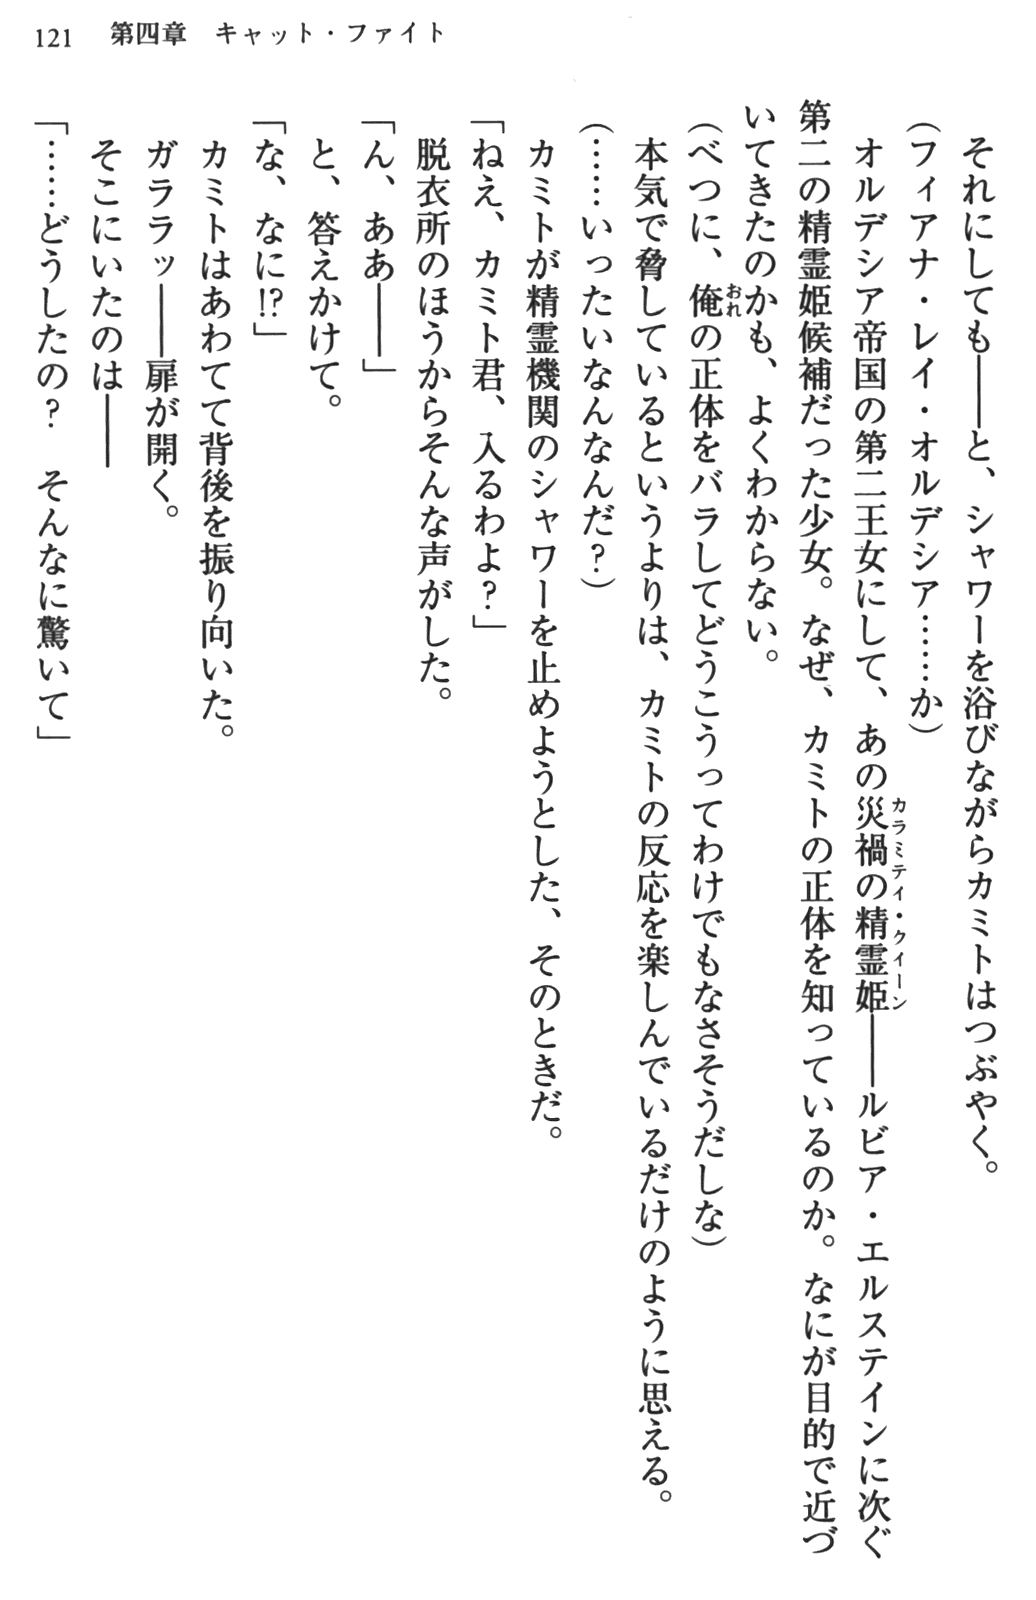 121　第四章　キャット・ファイト
　それにしても――と、シャワーを浴びながらカミトはつぶやく。
（フィアナ・レイ・オルデシア……か）
　オルデシア帝国の第二王女にして、あの災禍の精霊姫――ルビア・エルステインに次ぐ
カラミティ・クイーン
第二の精霊姫候補だった少女。なぜ、カミトの正体を知っているのか。なにが目的で近づ
いてきたのかも、よくわからない。
（べつに、俺の正体をバラしてどうこうってわけでもなさそうだしな）
おれ
　本気で脅しているというよりは、カミトの反応を楽しんでいるだけのように思える。
（……いったいなんなんだ？）
　カミトが精霊機関のシャワーを止めようとした、そのときだ。
「ねえ、カミト君、入るわよ？」
　脱衣所のほうからそんな声がした。
「ん、ああ――」
　と、答えかけて。
「な、なに!?」
　カミトはあわてて背後を振り向いた。
　ガララッ――扉が開く。
　そこにいたのは――
「……どうしたの？　そんなに驚いて」